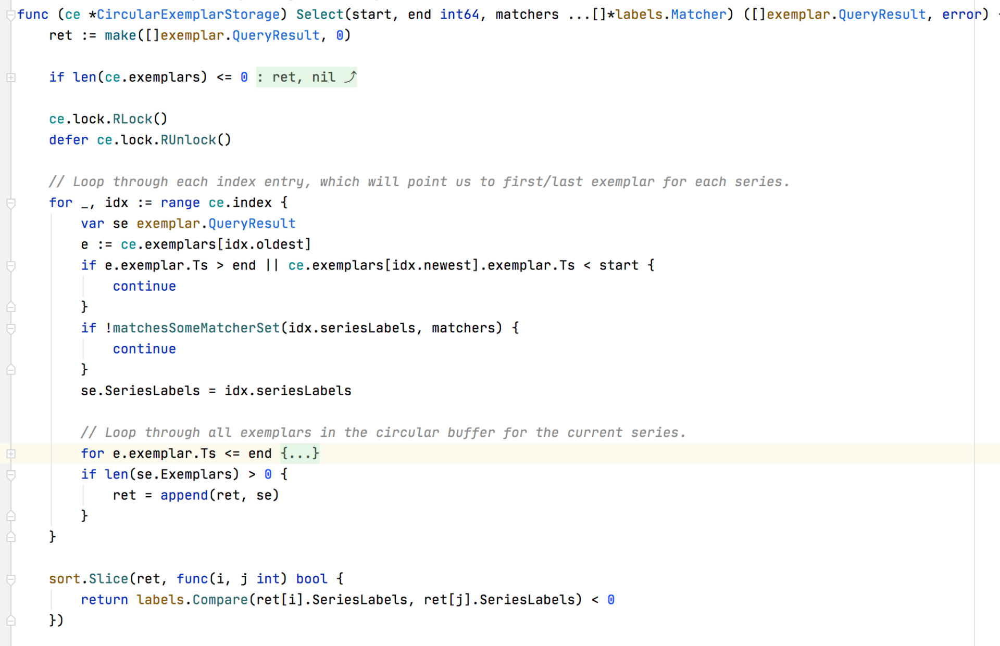 func (ce *CircularExemplarStorage) Select(start, end int64, matchers ...[]*labels.Matcher) ([]exemplar.QueryResult, error)
ret := make([]exemplar.QueryResult, 0)
if len(ce.exemplars) <= 0 : ret, nil ⤴
ce.lock.RLock()
defer ce.lock.RUnlock()
// Loop through each index entry, which will point us to first/last exemplar for each series.
for _, idx := range ce.index {
var se exemplar.QueryResult
e := ce.exemplars[idx.oldest]
if e.exemplar.Ts > end || ce.exemplars[idx.newest].exemplar.Ts < start {
continue
}
if !matchesSomeMatcherSet(idx.seriesLabels, matchers) {
continue
}
se.SeriesLabels = idx.seriesLabels
// Loop through all exemplars in the circular buffer for the current series.
for e.exemplar.Ts <= end {...}
if len(se.Exemplars) > 0 {
ret = append(ret, se)
}
}
sort.Slice(ret, func(i, j int) bool {
return labels.Compare(ret[i].SeriesLabels, ret[j].SeriesLabels) < 0
})